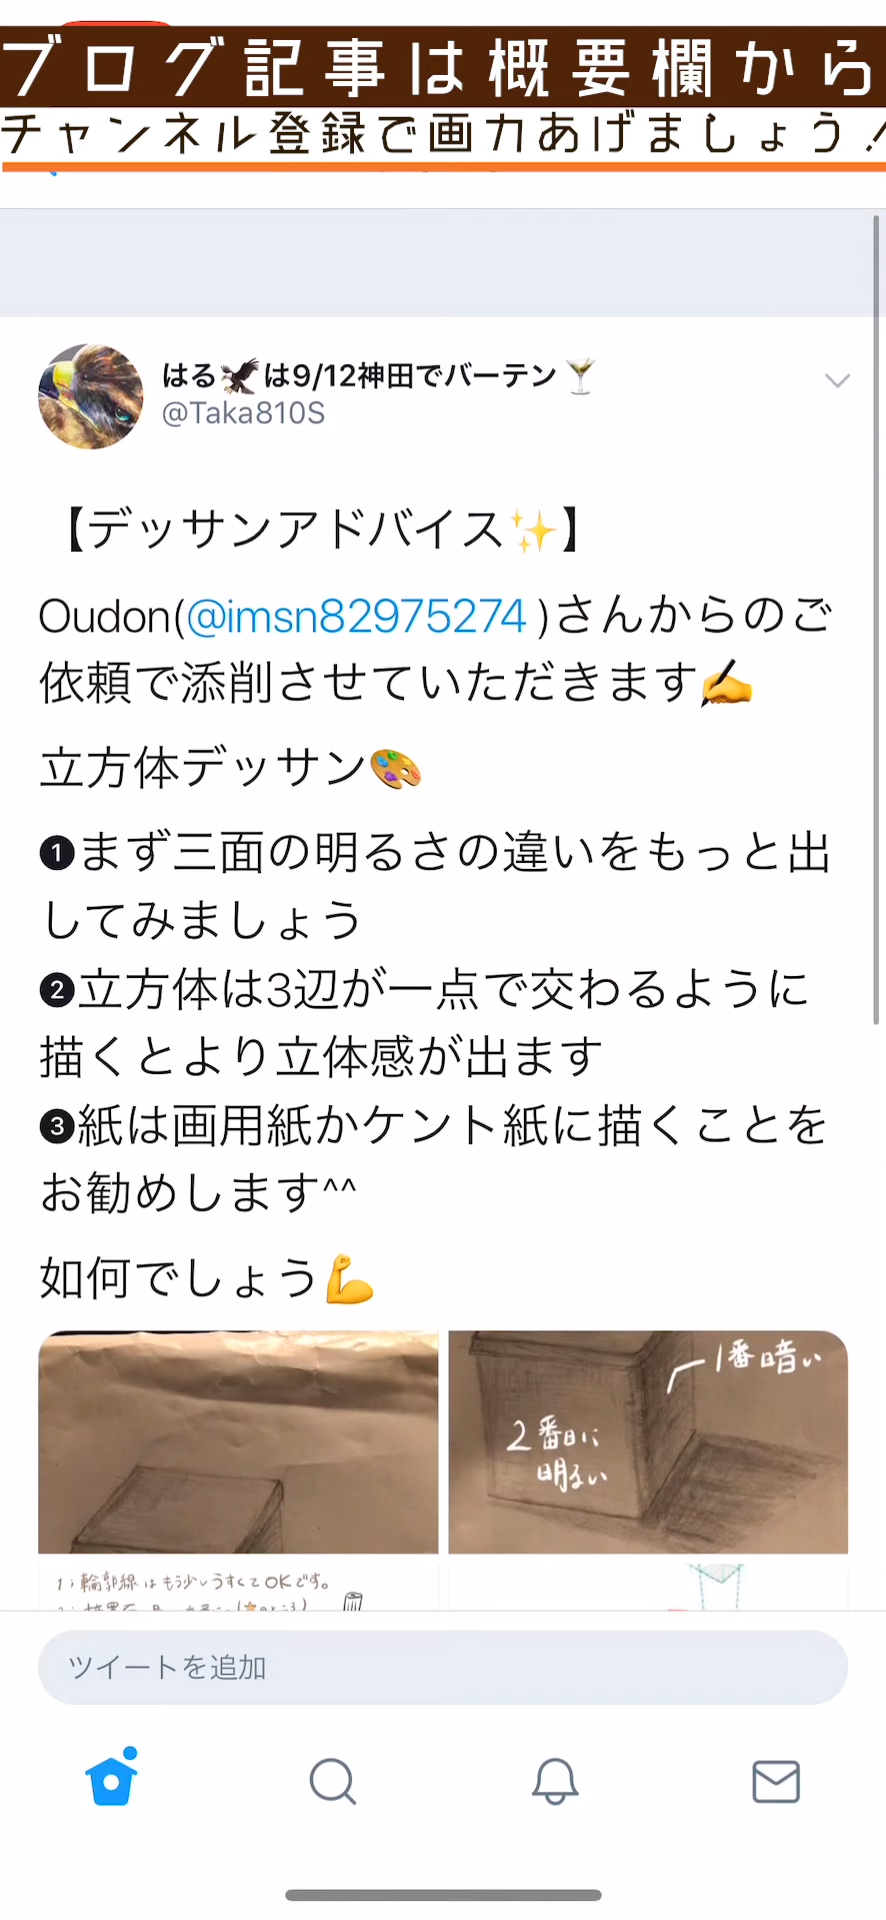 ブログ記事は概要欄から
チャンネル登録で画力あげましょう！
はる🦅は9/12神田でバーテン🍸
@Taka810S
【デッサンアドバイス✨】
Oudon(@imsn82975274 )さんからのご
依頼で添削させていただきます✍
立方体デッサン🎨
❶まず三面の明るさの違いをもっと出
してみましょう
❷立方体は3辺が一点で交わるように
描くとより立体感が出ます
❸紙は画用紙かケント紙に描くことを
お勧めします^^
如何でしょう💪
1番暗い
2番目に
明るい
1; 輪郭線はもう少しうすくてOKです。
ツイートを追加